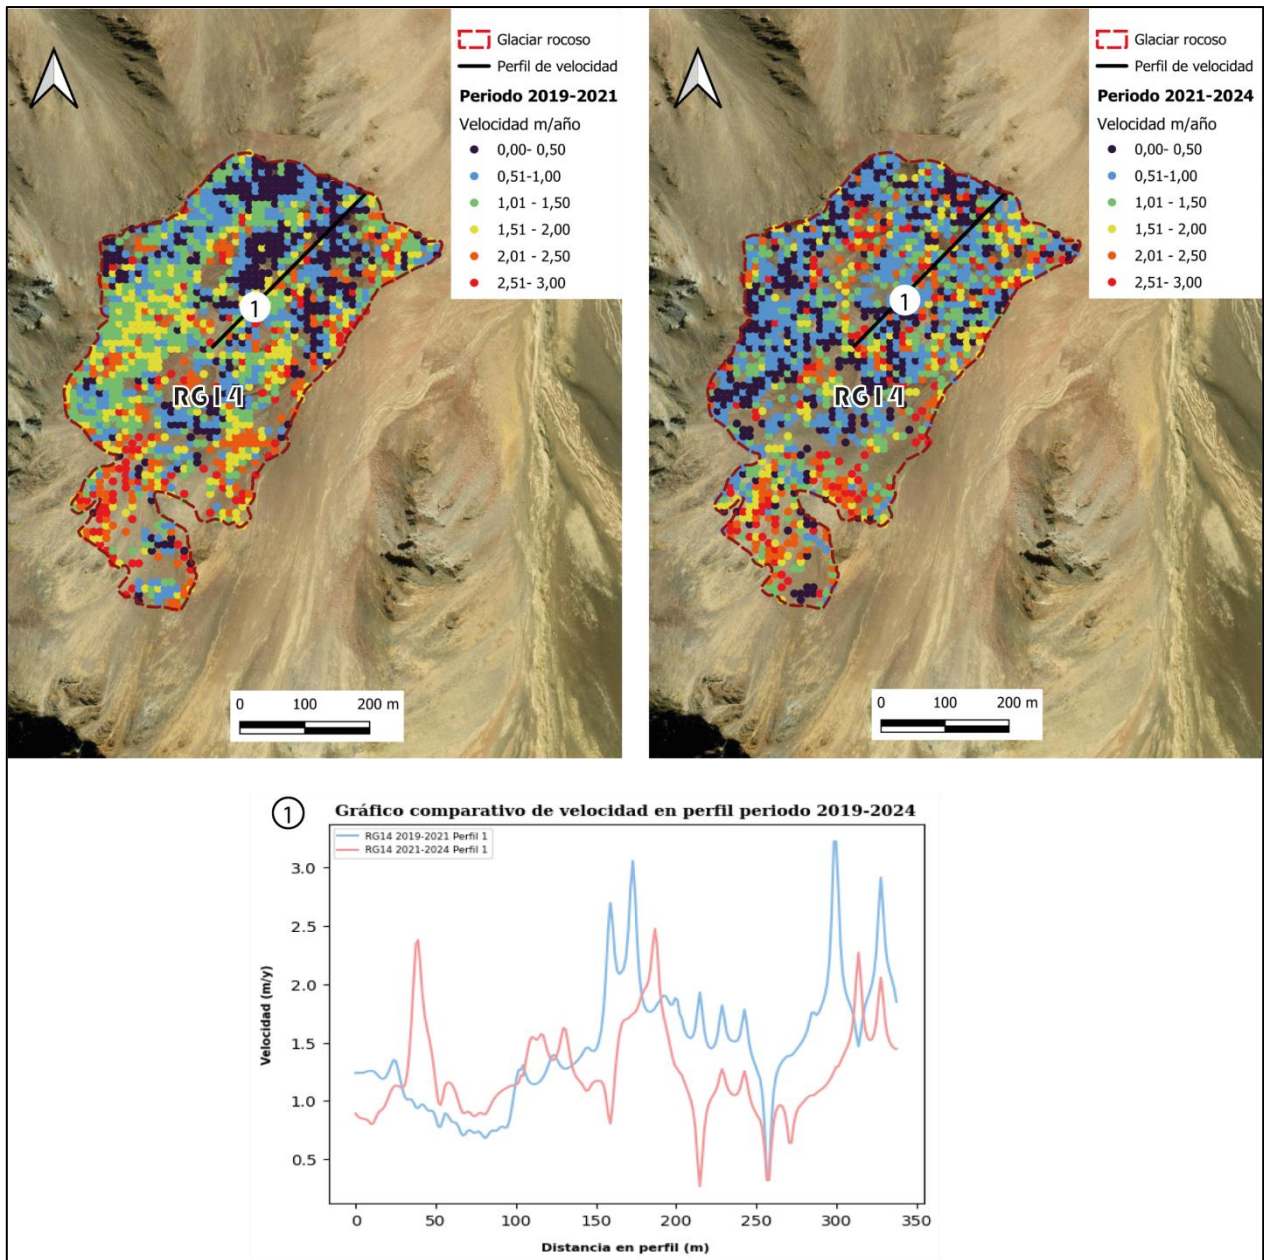 Glaciar rocoso
Perfil de velocidad
Periodo 2019-2021
Velocidad m/año
0,00- 0,50
0,51-1,00
1,01 - 1,50
1,51 - 2,00
2,01 - 2,50
2,51- 3,00
1
RG14
0 100 200 m
Glaciar rocoso
Perfil de velocidad
Periodo 2021-2024
Velocidad m/año
0,00- 0,50
0,51-1,00
1,01 - 1,50
1,51 - 2,00
2,01 - 2,50
2,51- 3,00
1
RG14
0 100 200 m
1
Gráfico comparativo de velocidad en perfil periodo 2019-2024
RG14 2019-2021 Perfil 1
RG14 2021-2024 Perfil 1
Velocidad (m/y)
3.0
2.5
2.0
1.5
1.0
0.5
0 50 100 150 200 250 300 350
Distancia en perfil (m)